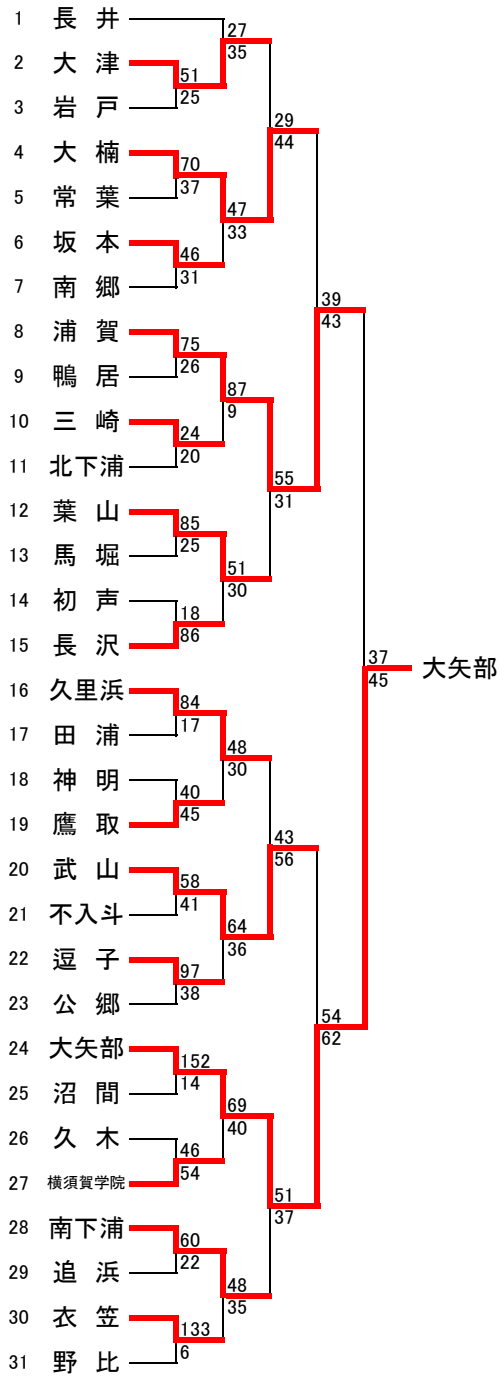 1 長井
27
35
2 大津
51
25
3 岩戸
29
44
4 大楠
70
37
5 常葉
47
33
6 坂本
46
31
7 南郷
39
43
8 浦賀
75
26
9 鴨居
87
9
10 三崎
24
20
11 北下浦
55
31
12 葉山
85
25
13 馬堀
51
30
14 初声
18
86
15 長沢
37
45
大矢部
16 久里浜
84
17
17 田浦
48
30
18 神明
40
45
19 鷹取
43
56
20 武山
58
41
21 不入斗
64
36
22 逗子
97
38
23 公郷
54
62
24 大矢部
152
14
25 沼間
69
40
26 久木
46
54
27 横須賀学院
51
37
28 南下浦
60
22
29 追浜
48
35
30 衣笠
133
6
31 野比